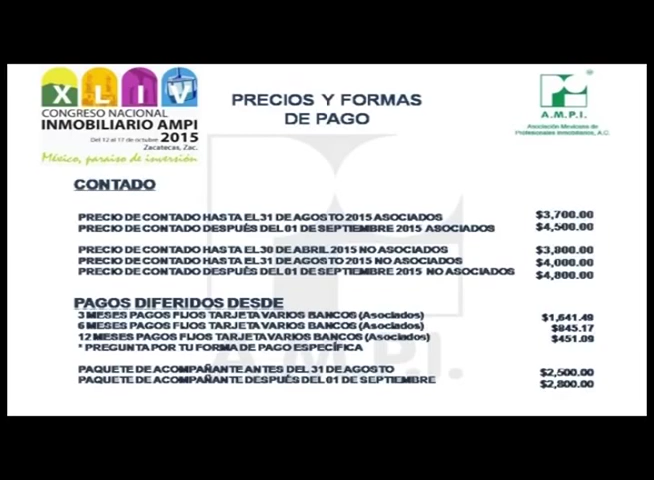 XLIV
CONGRESO NACIONAL
INMOBILIARIO AMPI
Del 12 al 17 de octubre 2015
Zacatecas, Zac.
México, paraíso de inversión
PRECIOS Y FORMAS
DE PAGO
A.M.P.I.
Asociación Mexicana de
Profesionales Inmobiliarios, A.C.
CONTADO
PRECIO DE CONTADO HASTA EL 31 DE AGOSTO 2015 ASOCIADOS $3,700.00
PRECIO DE CONTADO DESPUÉS DEL 01 DE SEPTIEMBRE 2015 ASOCIADOS $4,500.00
PRECIO DE CONTADO HASTA EL 30 DE ABRIL 2015 NO ASOCIADOS $3,800.00
PRECIO DE CONTADO HASTA EL 31 DE AGOSTO 2015 NO ASOCIADOS $4,000.00
PRECIO DE CONTADO DESPUÉS DEL 01 DE SEPTIEMBRE 2015 NO ASOCIADOS $4,800.00
PAGOS DIFERIDOS DESDE
3 MESES PAGOS FIJOS TARJETA VARIOS BANCOS (Asociados) $1,641.49
6 MESES PAGOS FIJOS TARJETA VARIOS BANCOS (Asociados) $845.17
12 MESES PAGOS FIJOS TARJETA VARIOS BANCOS (Asociados) $451.09
* PREGUNTA POR TU FORMA DE PAGO ESPECÍFICA
A.M.P.I.
PAQUETE DE ACOMPAÑANTE ANTES DEL 31 DE AGOSTO $2,500.00
PAQUETE DE ACOMPAÑANTE DESPUÉS DEL 01 DE SEPTIEMBRE $2,800.00